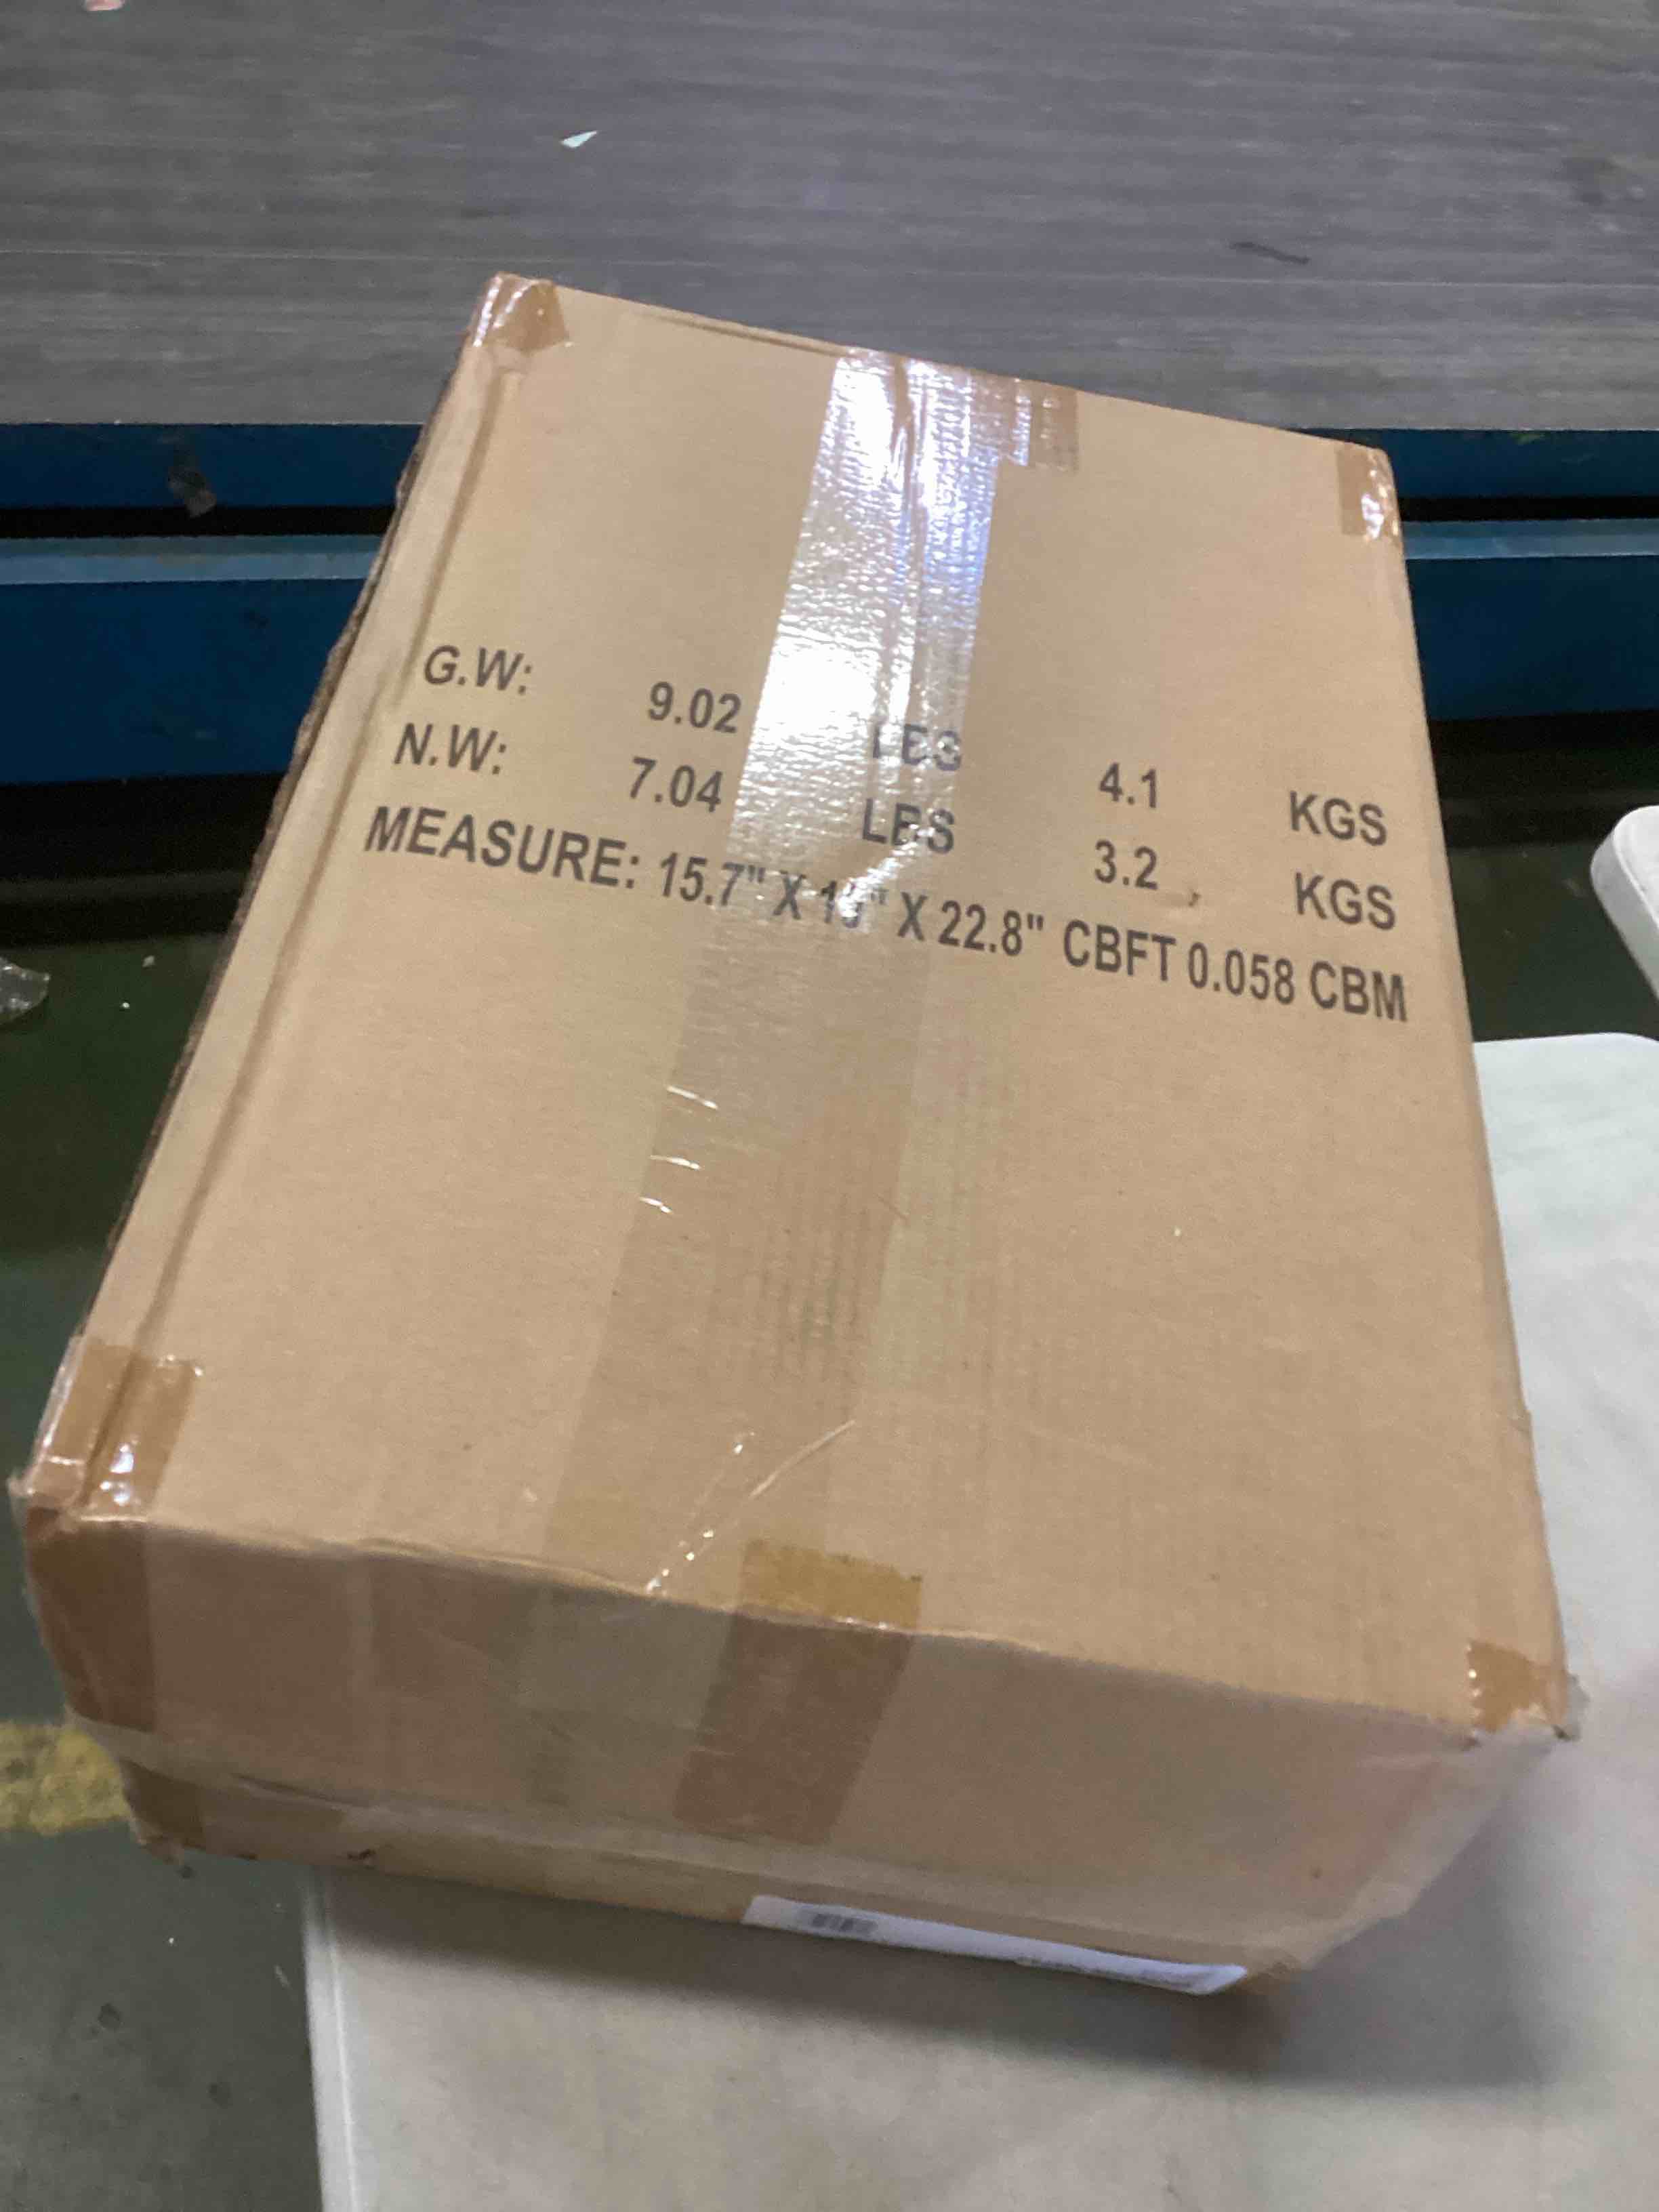 G.W: 9.02 LBS 4.1 KGS
N.W: 7.04 LBS 3.2 KGS
MEASURE: 15.7" X X 22.8" CBFT 0.058 CBM